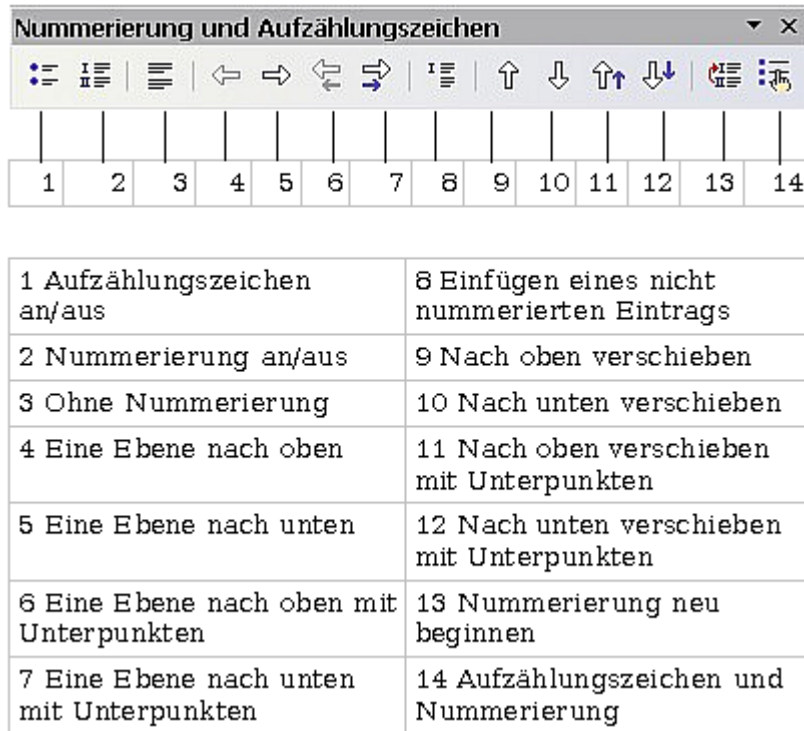 Nummerierung und Aufzählungszeichen
1 2 3 4 5 6 7 8 9 10 11 12 13 14
1 Aufzählungszeichen
an/aus
8 Einfügen eines nicht
nummerierten Eintrags
2 Nummerierung an/aus
9 Nach oben verschieben
3 Ohne Nummerierung
10 Nach unten verschieben
4 Eine Ebene nach oben
11 Nach oben verschieben
mit Unterpunkten
5 Eine Ebene nach unten
12 Nach unten verschieben
mit Unterpunkten
6 Eine Ebene nach oben mit
Unterpunkten
13 Nummerierung neu
beginnen
7 Eine Ebene nach unten
mit Unterpunkten
14 Aufzählungszeichen und
Nummerierung